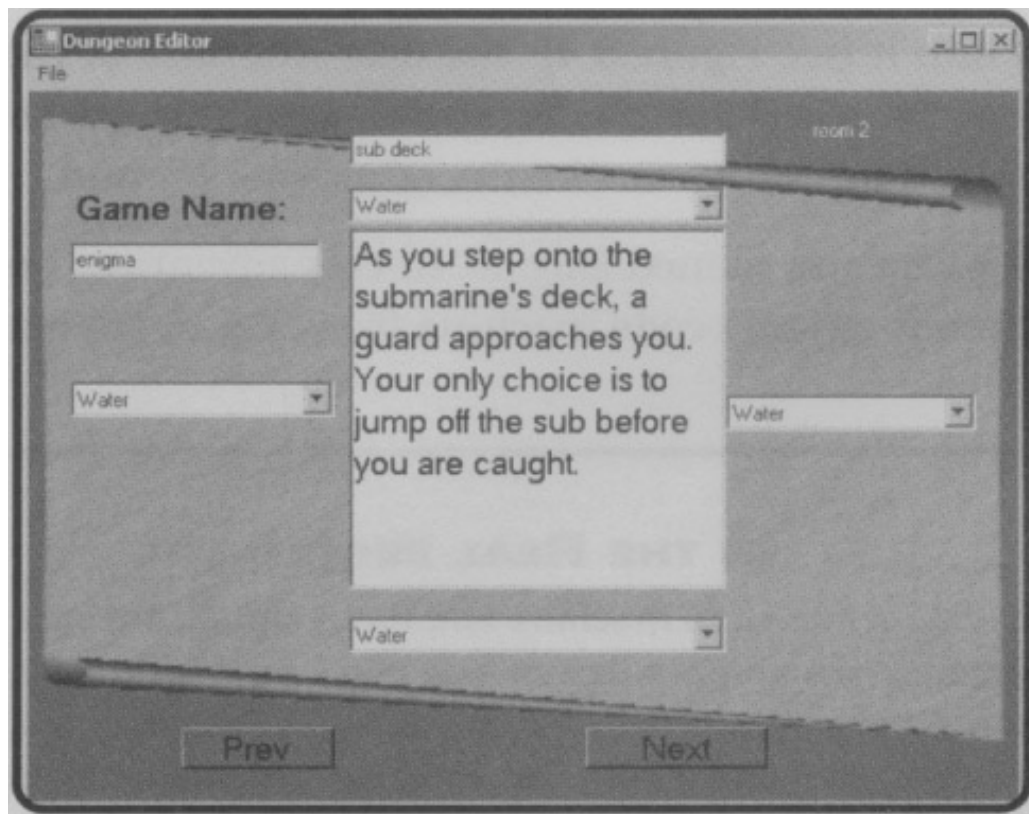 Dungeon Editor
File
room 2
sub deck
Game Name:
Water
enigma
As you step onto the
submarine's deck, a
guard approaches you.
Your only choice is to
jump off the sub before
you are caught.
Water
Water
Water
Prev
Next